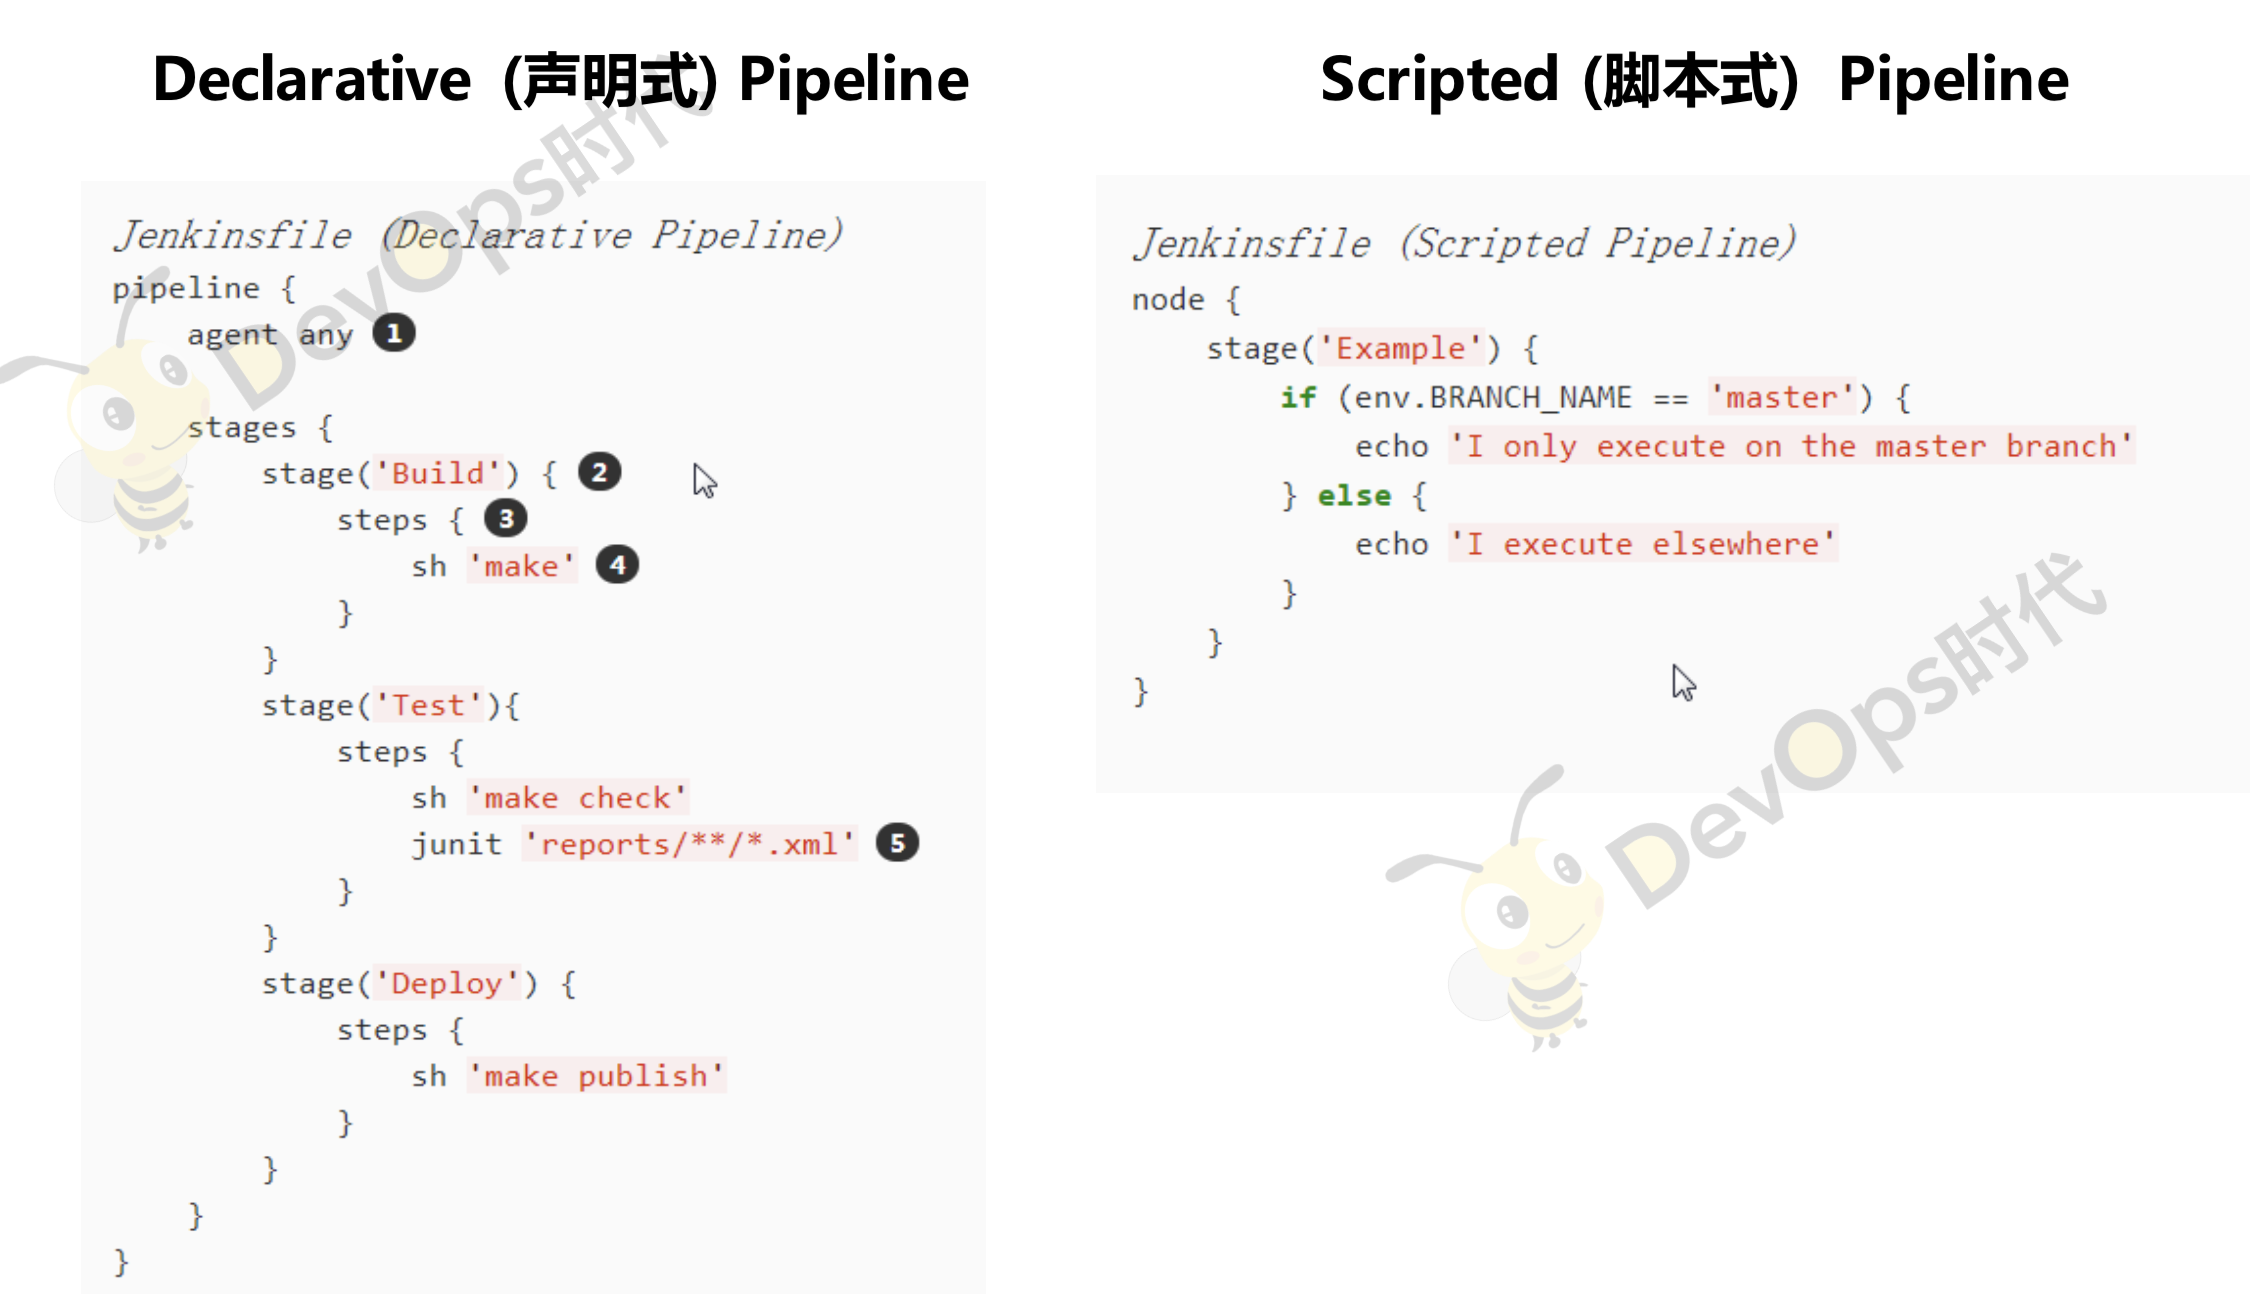 Declarative (声明式) Pipeline
Jenkinsfile (Declarative Pipeline)
pipeline {
    agent any 1

    stages {
        stage('Build') { 2
            steps { 3
                sh 'make' 4
            }
        }
        stage('Test'){
            steps {
                sh 'make check'
                junit 'reports/**/*.xml' 5
            }
        }
        stage('Deploy') {
            steps {
                sh 'make publish'
            }
        }
    }
}
DevOps时代
Scripted (脚本式) Pipeline
Jenkinsfile (Scripted Pipeline)
node {
    stage('Example') {
        if (env.BRANCH_NAME == 'master') {
            echo 'I only execute on the master branch'
        } else {
            echo 'I execute elsewhere'
        }
    }
}
DevOps时代